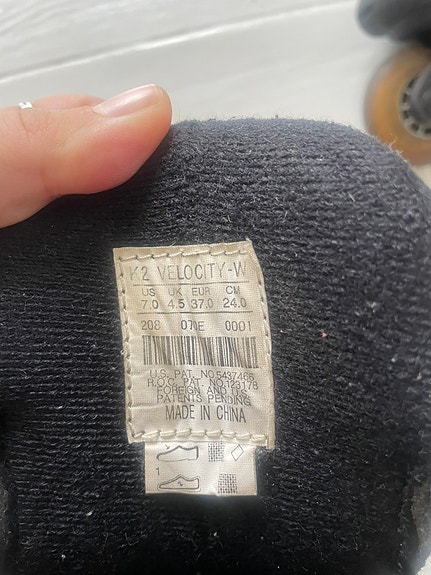 K2 VELOCITY-W
US UK EUR CM
7.0 4.5 37.0 24.0
208 07E 0001
U.S. PAT. NO.5437466
R.O.C. PAT. NO.123178
FOREIGN AND U.S.
PATENTS PENDING
MADE IN CHINA
1